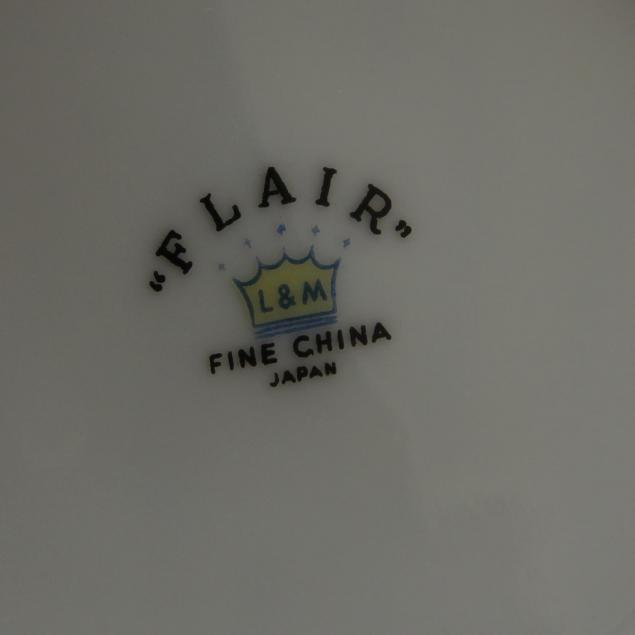 "FLAIR"
L & M
FINE CHINA
JAPAN